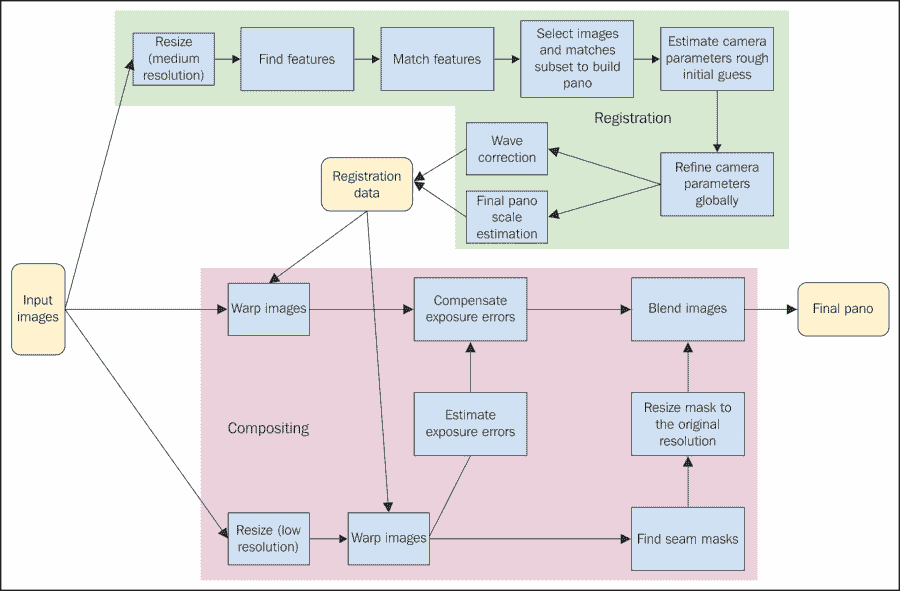 Resize
(medium
resolution)
Find features
Match features
Select images
and matches
subset to build
pano
Estimate camera
parameters rough
initial guess
Registration
Wave
correction
Refine camera
parameters
globally
Registration
data
Final pano
scale
estimation
Input
images
Warp images
Compensate
exposure errors
Blend images
Final pano
Compositing
Estimate
exposure errors
Resize mask to
the original
resolution
Resize (low
resolution)
Warp images
Find seam masks